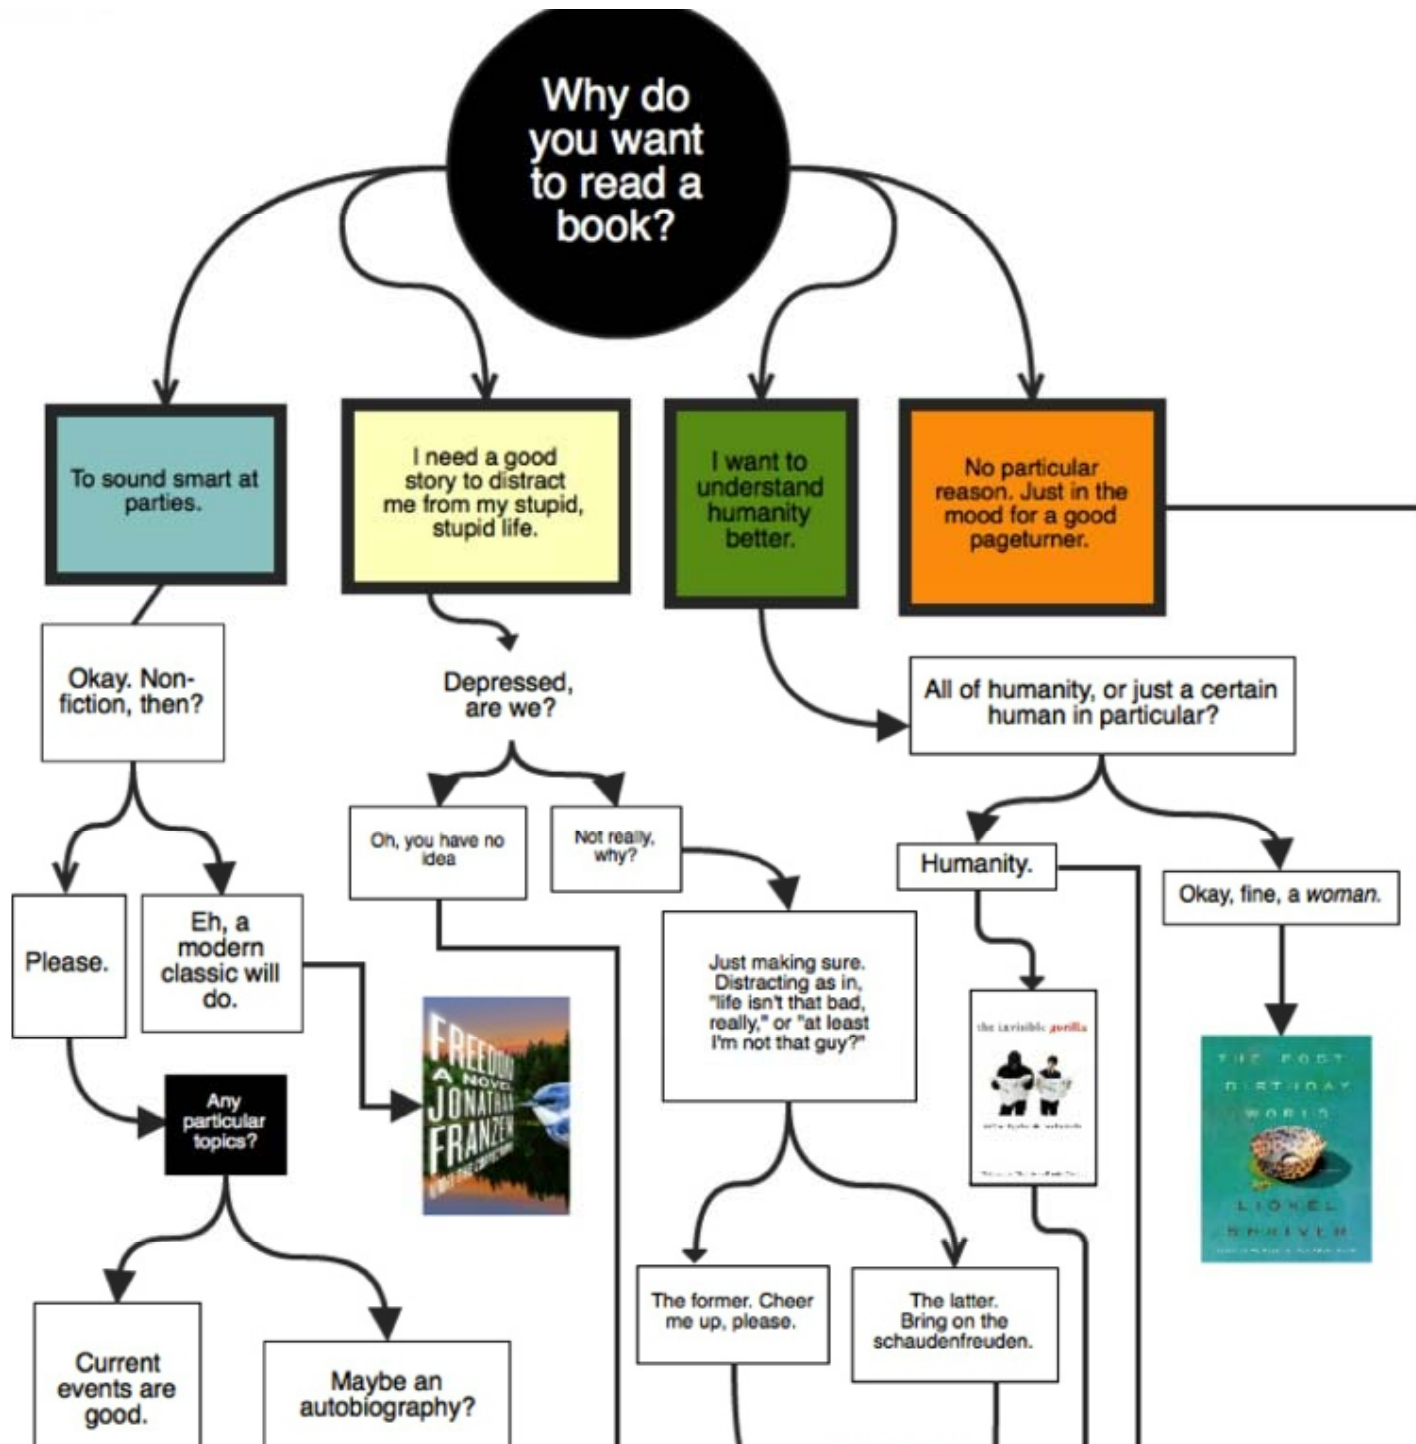 Why do
you want
to read a
book?
To sound smart at
parties.
I need a good
story to distract
me from my stupid,
stupid life.
I want to
understand
humanity
better.
No particular
reason. Just in the
mood for a good
pageturner.
Okay. Non-
fiction, then?
Depressed,
are we?
All of humanity, or just a certain
human in particular?
Oh, you have no
idea
Not really,
why?
Humanity.
Okay, fine, a woman.
Please.
Eh, a
modern
classic will
do.
Just making sure.
Distracting as in,
"life isn't that bad,
really," or "at least
I'm not that guy?"
FREEDOM
A NOVEL
JONATHAN
FRANZEN
the invisible gorilla
THE POST
BIRTHDAY
WORLD
LIONEL
SHRIVER
Any
particular
topics?
The former. Cheer
me up, please.
The latter.
Bring on the
schaudenfreuden.
Current
events are
good.
Maybe an
autobiography?